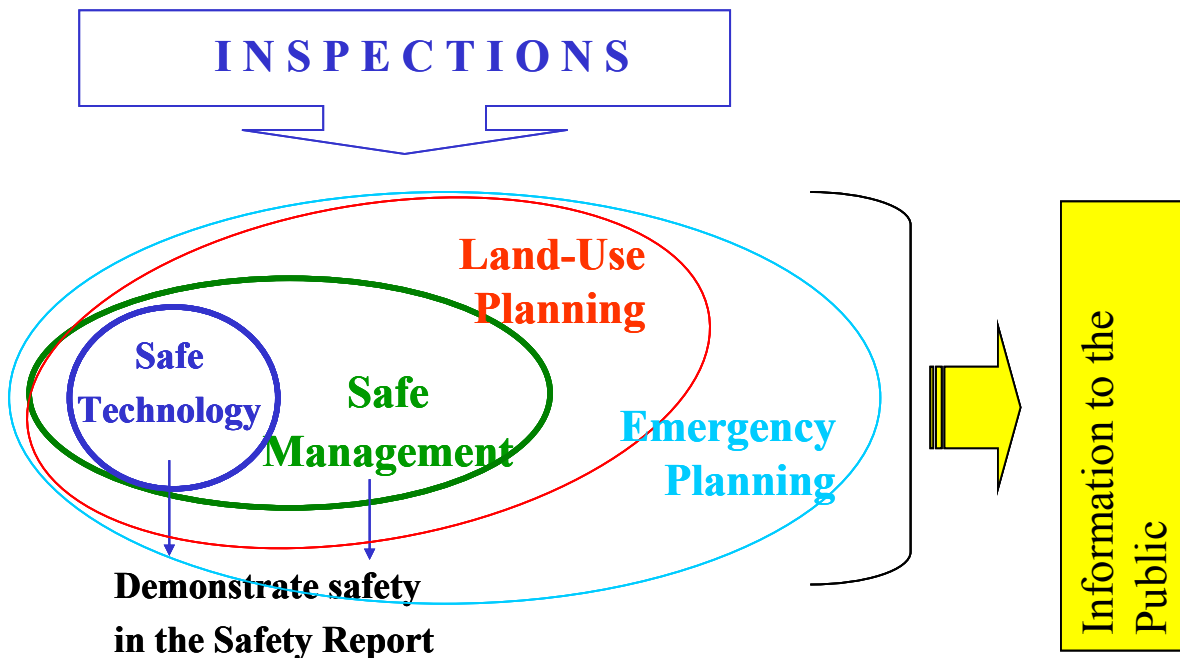 I N S P E C T I O N S
Land-Use
Planning
Safe
Technology
Safe
Management
Emergency
Planning
Demonstrate safety
in the Safety Report
Information to the
Public